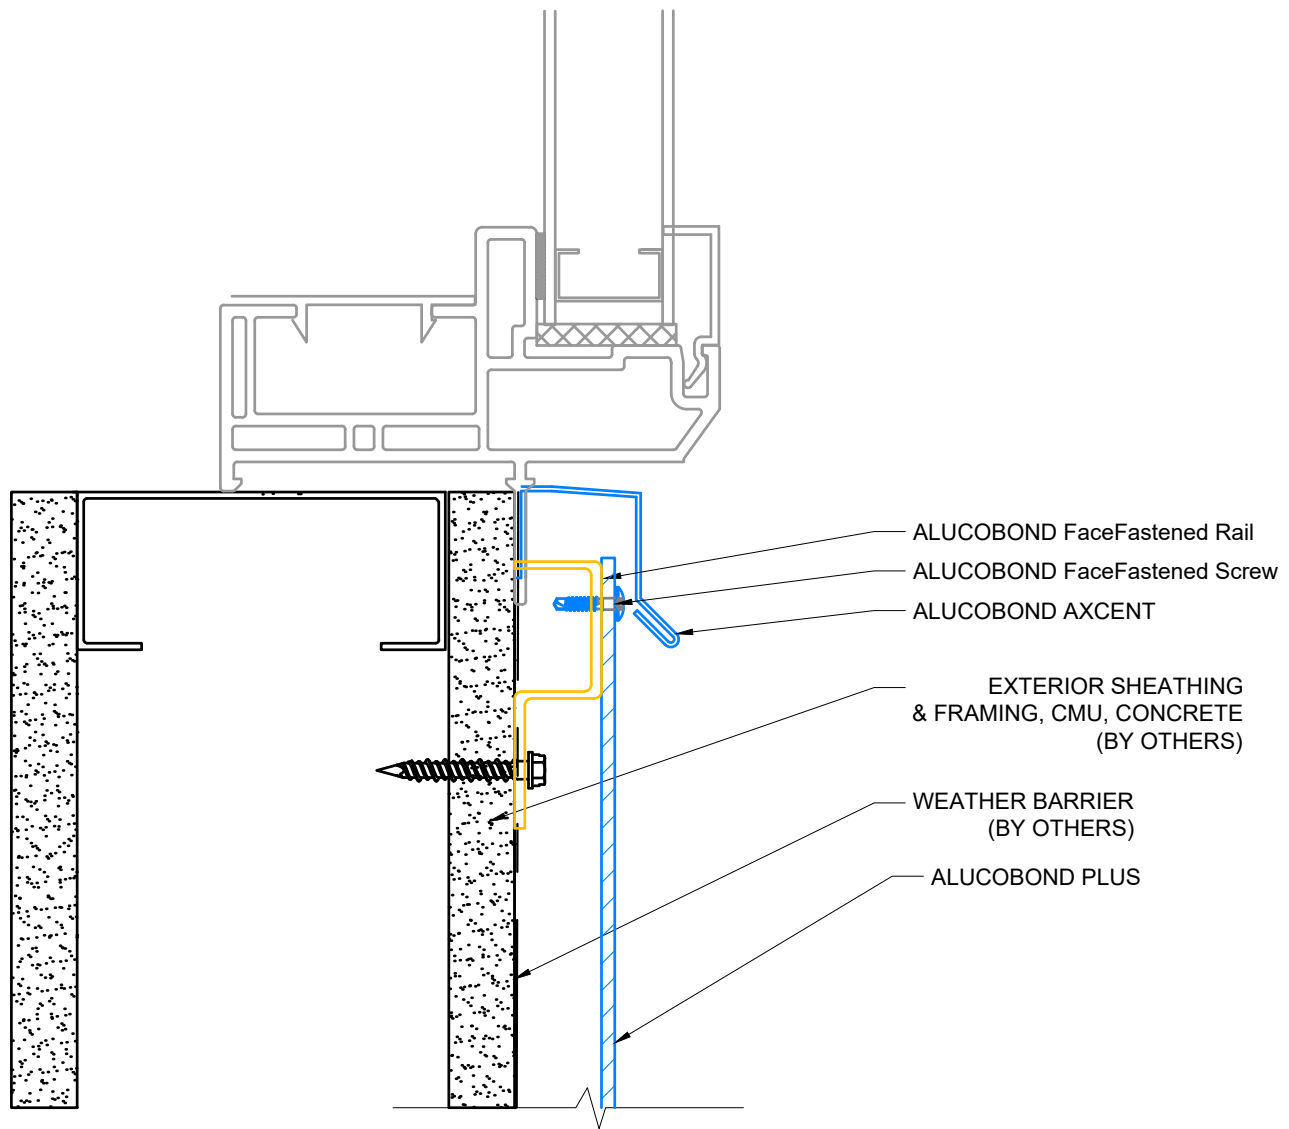 ALUCOBOND FaceFastened Rail
ALUCOBOND FaceFastened Screw
ALUCOBOND AXCENT
EXTERIOR SHEATHING
& FRAMING, CMU, CONCRETE
(BY OTHERS)
WEATHER BARRIER
(BY OTHERS)
ALUCOBOND PLUS